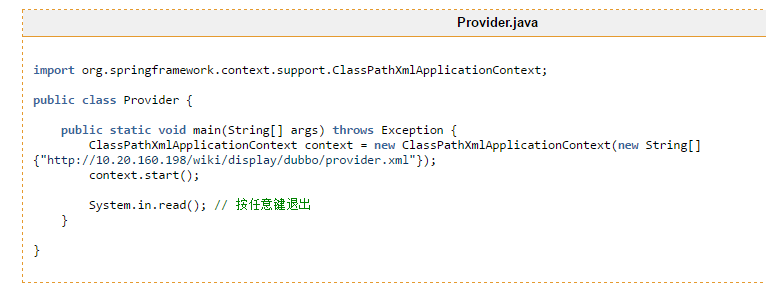 Provider.java
import org.springframework.context.support.ClassPathXmlApplicationContext;
public class Provider {
    public static void main(String[] args) throws Exception {
        ClassPathXmlApplicationContext context = new ClassPathXmlApplicationContext(new String[]
{"http://10.20.160.198/wiki/display/dubbo/provider.xml"});
        context.start();
        System.in.read(); // 按任意键退出
    }
}